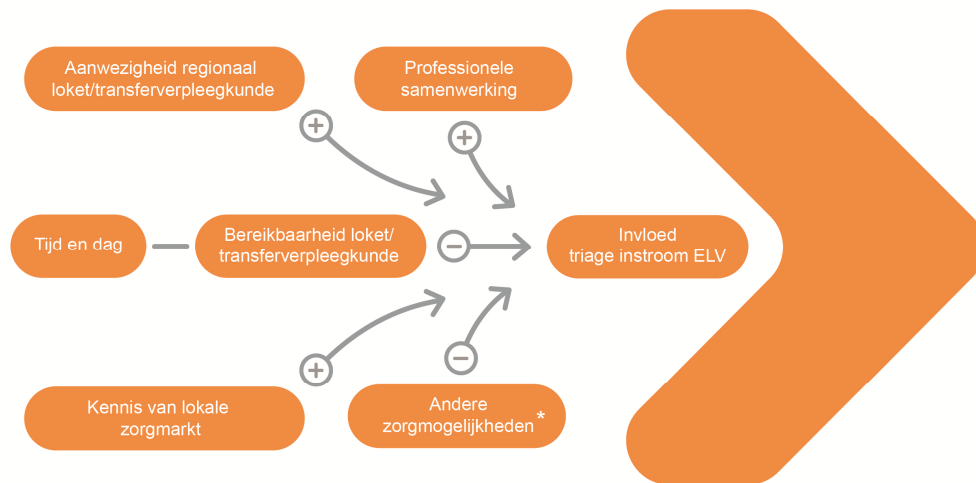 Aanwezigheid regionaal
loket/transferverpleegkunde
Professionele
samenwerking
+
+
Tijd en dag
Bereikbaarheid loket/
transferverpleegkunde
−
Invloed
triage instroom ELV
+
−
Kennis van lokale
zorgmarkt
Andere
zorgmogelijkheden*